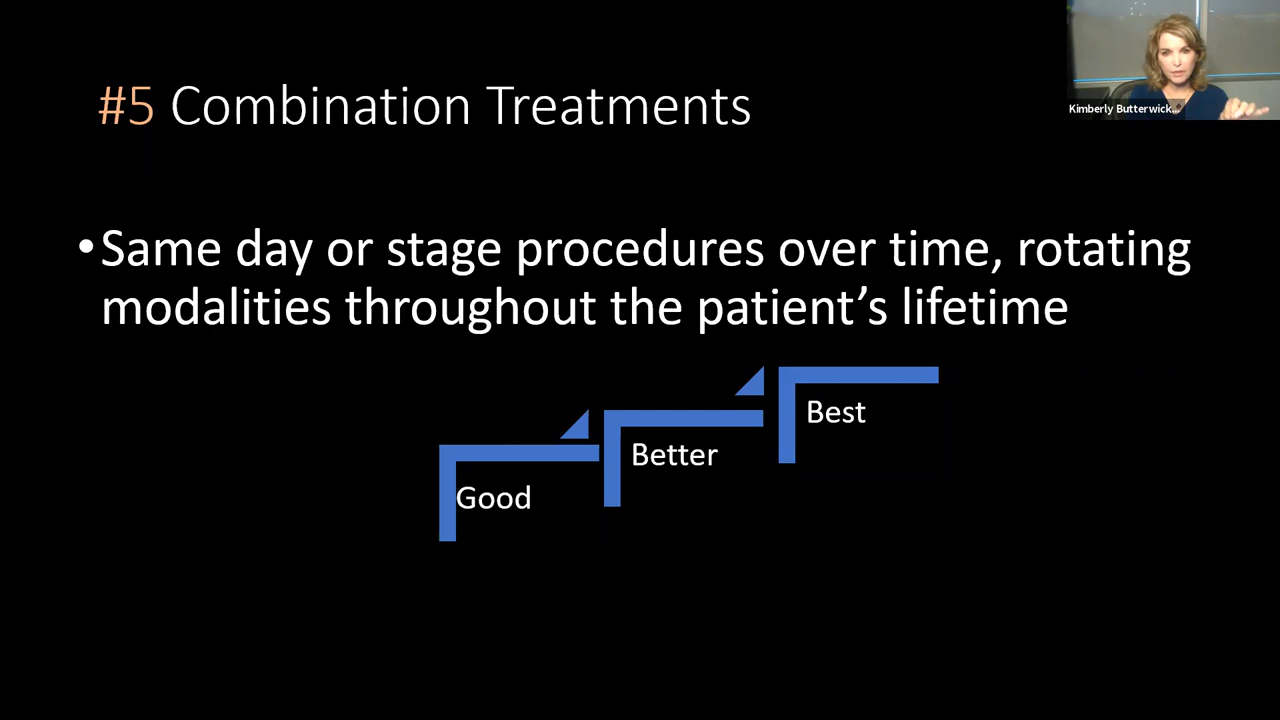 #5 Combination Treatments
Kimberly Butterwick...
•Same day or stage procedures over time, rotating
modalities throughout the patient’s lifetime
Best
Better
Good